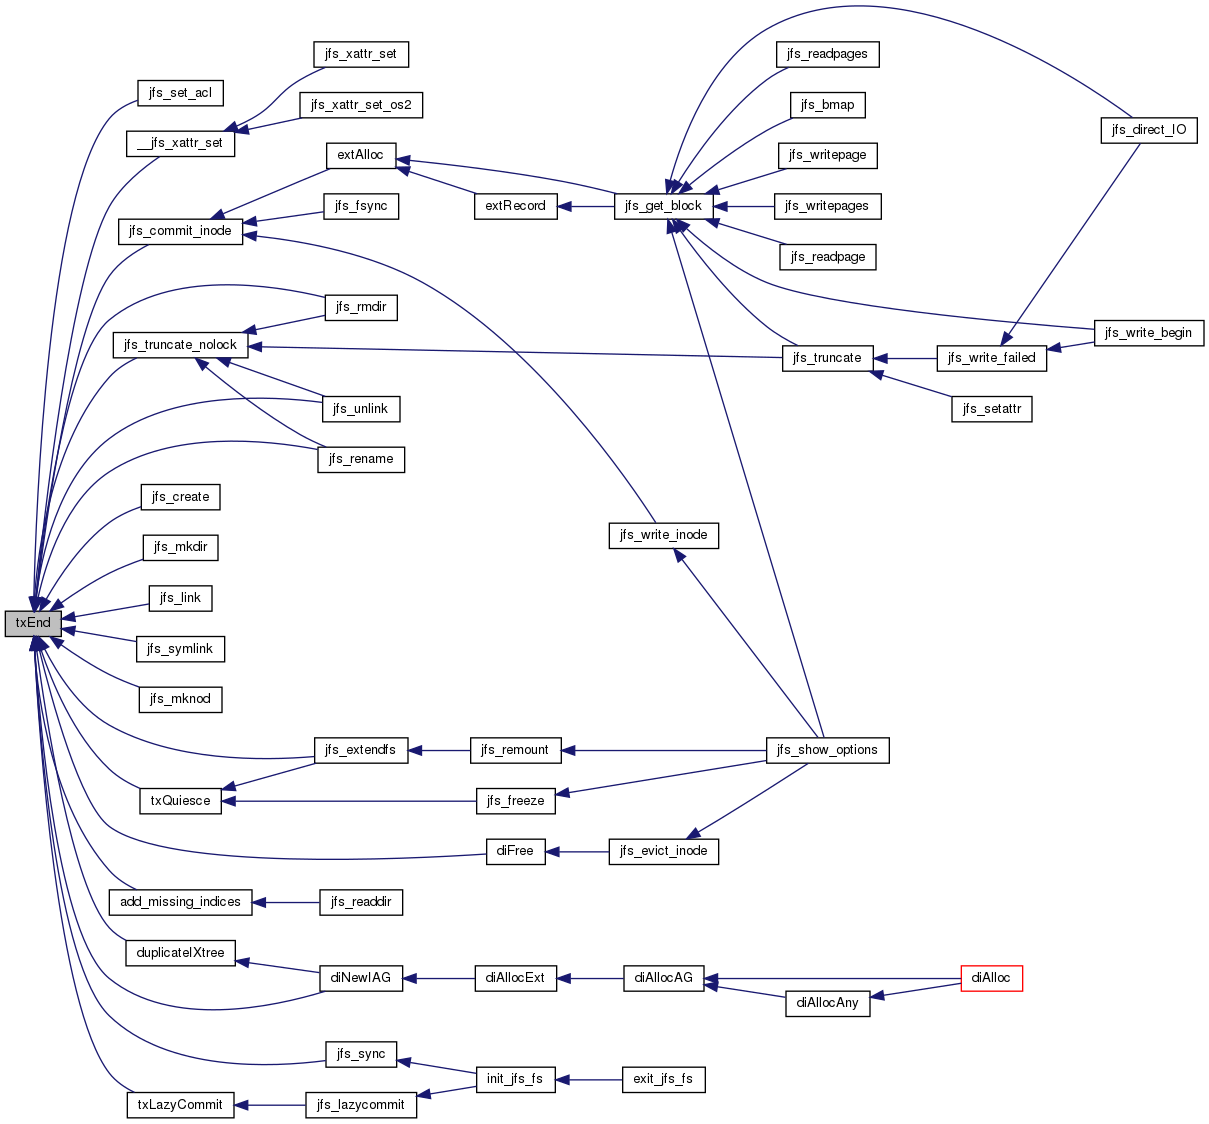 jfs_xattr_set
jfs_readpages
jfs_set_acl
jfs_xattr_set_os2
jfs_bmap
jfs_direct_IO
__jfs_xattr_set
extAlloc
jfs_writepage
extRecord
jfs_get_block
jfs_writepages
jfs_fsync
jfs_commit_inode
jfs_readpage
jfs_rmdir
jfs_write_begin
jfs_truncate_nolock
jfs_truncate
jfs_write_failed
jfs_unlink
jfs_setattr
jfs_rename
jfs_create
jfs_write_inode
jfs_mkdir
jfs_link
txEnd
jfs_symlink
jfs_mknod
jfs_extendfs
jfs_remount
jfs_show_options
txQuiesce
jfs_freeze
diFree
jfs_evict_inode
add_missing_indices
jfs_readdir
duplicateIXtree
diNewIAG
diAllocExt
diAllocAG
diAlloc
diAllocAny
jfs_sync
init_jfs_fs
exit_jfs_fs
txLazyCommit
jfs_lazycommit